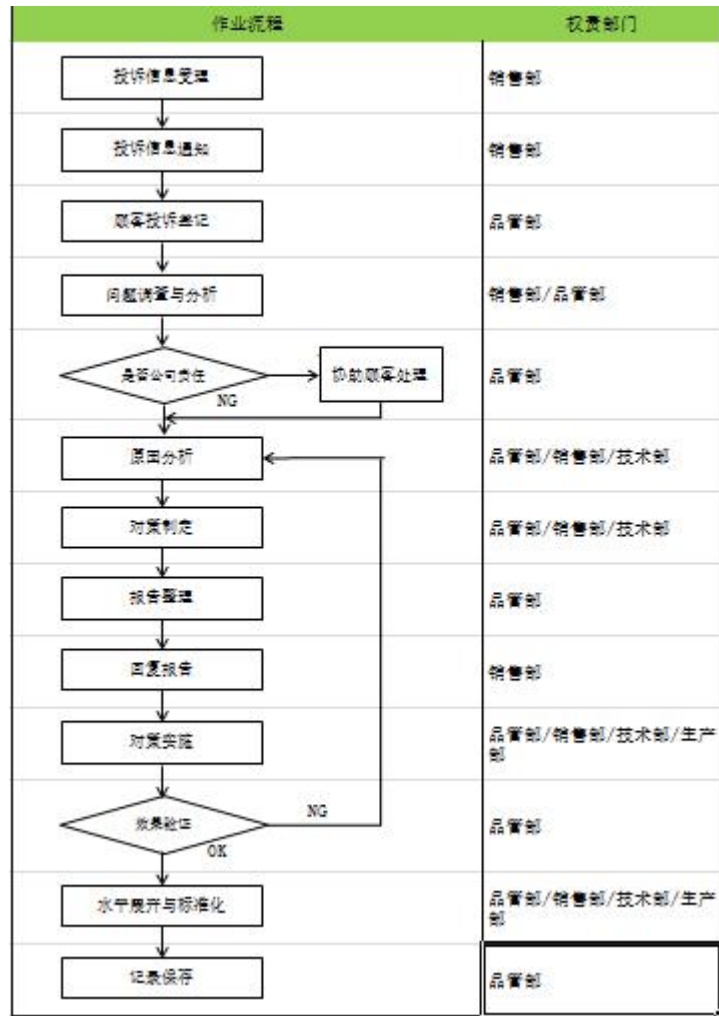 作业流程 权责部门
投诉信息受理 销售部
投诉信息通知 销售部
顾客投诉登记 品管部
问题调查与分析 销售部/品管部
是否公司责任 协助顾客处理 品管部
NG
原因分析 品管部/销售部/技术部
对策制定 品管部/销售部/技术部
报告整理 品管部
回复报告 销售部
对策实施 品管部/销售部/技术部/生产
部
效果验证 NG 品管部
OK
水平展开与标准化 品管部/销售部/技术部/生产
部
记录保存 品管部